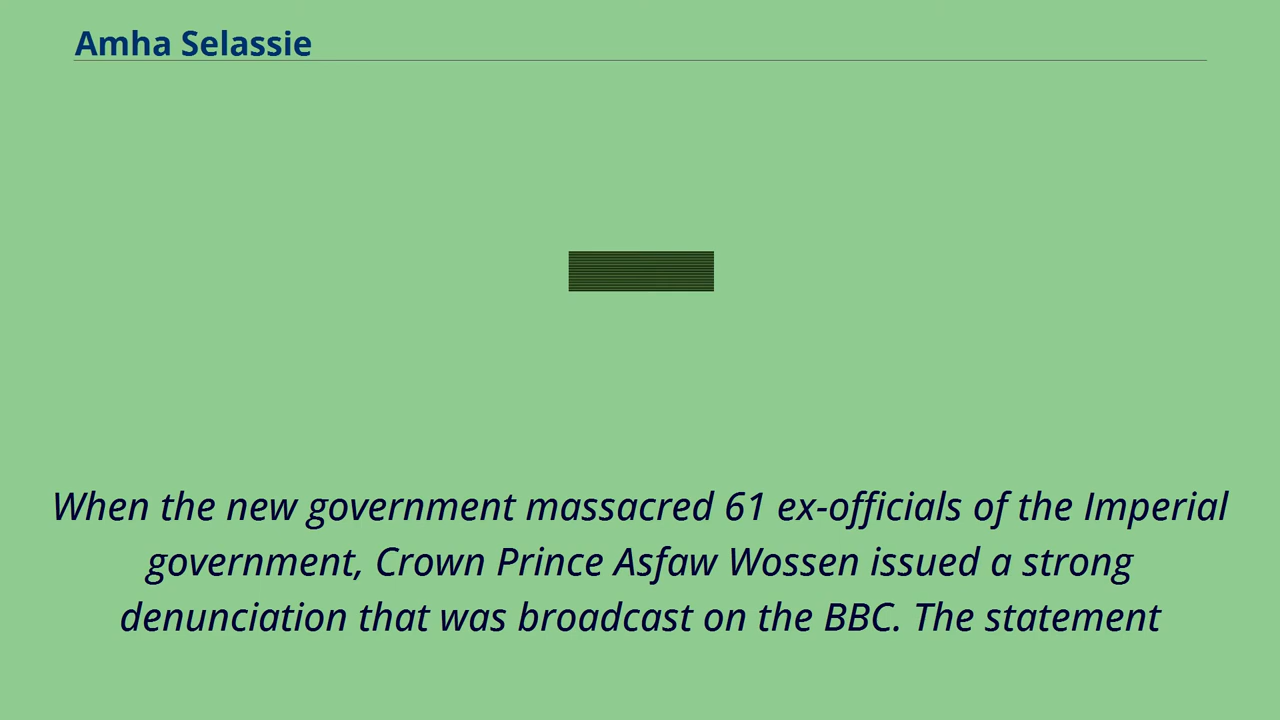 Amha Selassie
When the new government massacred 61 ex-officials of the Imperial
government, Crown Prince Asfaw Wossen issued a strong
denunciation that was broadcast on the BBC. The statement